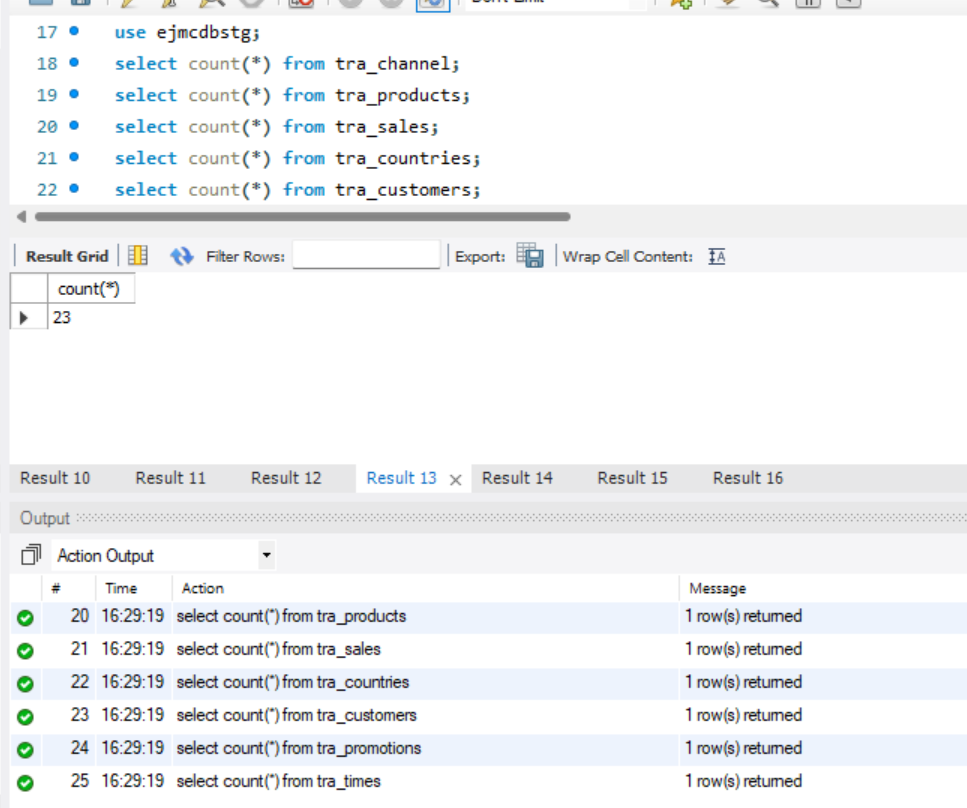 17 use ejmcdbstg;
18 select count(*) from tra_channel;
19 select count(*) from tra_products;
20 select count(*) from tra_sales;
21 select count(*) from tra_countries;
22 select count(*) from tra_customers;
Result Grid Filter Rows: Export: Wrap Cell Content: IA
count(*)
23
Result 10 Result 11 Result 12 Result 13 × Result 14 Result 15 Result 16
Output
Action Output
# Time Action Message
20 16:29:19 select count(*) from tra_products 1 row(s) returned
21 16:29:19 select count(*) from tra_sales 1 row(s) returned
22 16:29:19 select count(*) from tra_countries 1 row(s) returned
23 16:29:19 select count(*) from tra_customers 1 row(s) returned
24 16:29:19 select count(*) from tra_promotions 1 row(s) returned
25 16:29:19 select count(*) from tra_times 1 row(s) returned